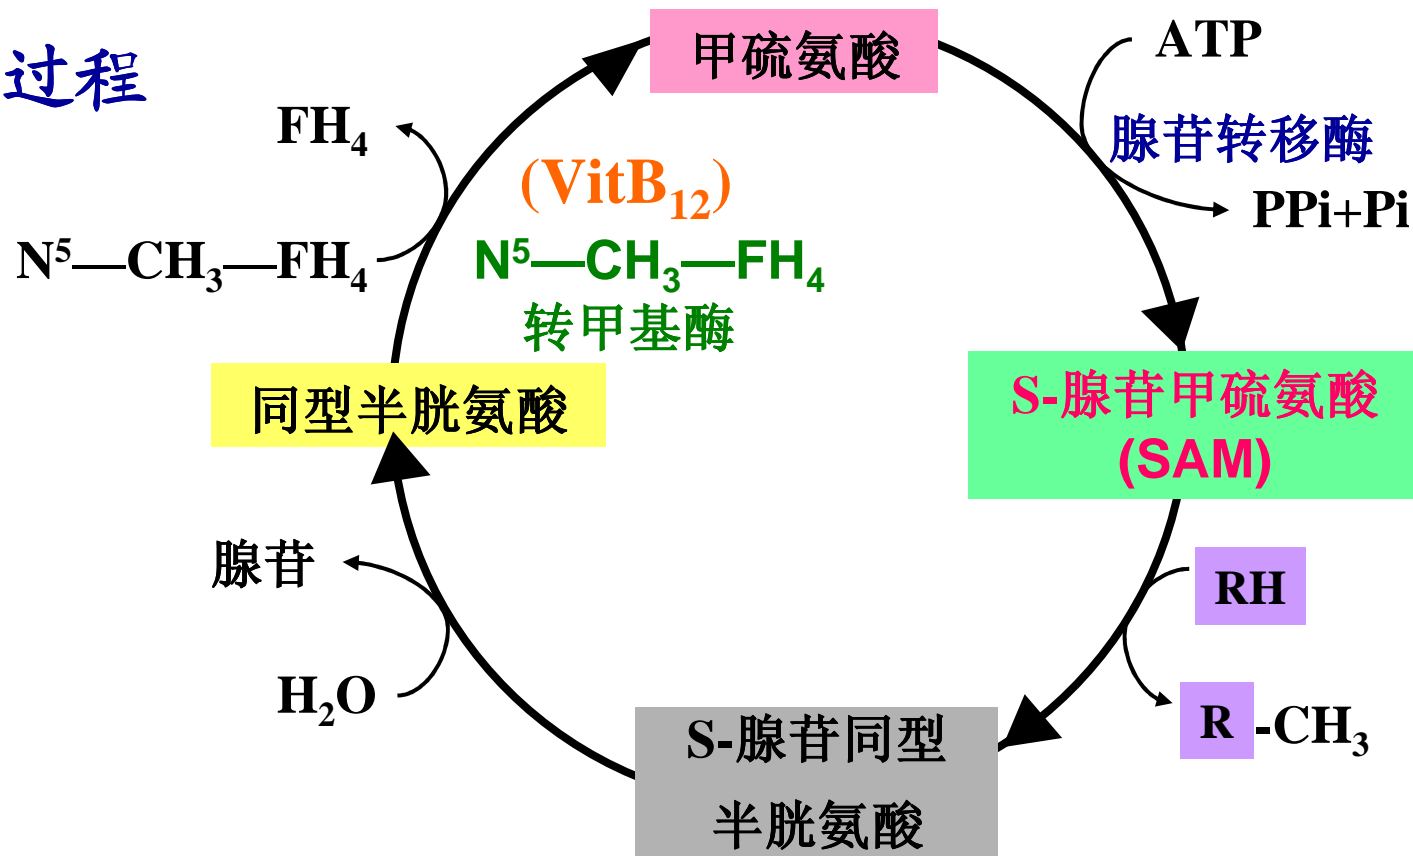 过程
甲硫氨酸
ATP
腺苷转移酶
PPi+Pi
FH₄
(VitB₁₂)
N⁵—CH₃—FH₄
N⁵—CH₃—FH₄
转甲基酶
同型半胱氨酸
S-腺苷甲硫氨酸
(SAM)
腺苷
RH
H₂O
R-CH₃
S-腺苷同型
半胱氨酸